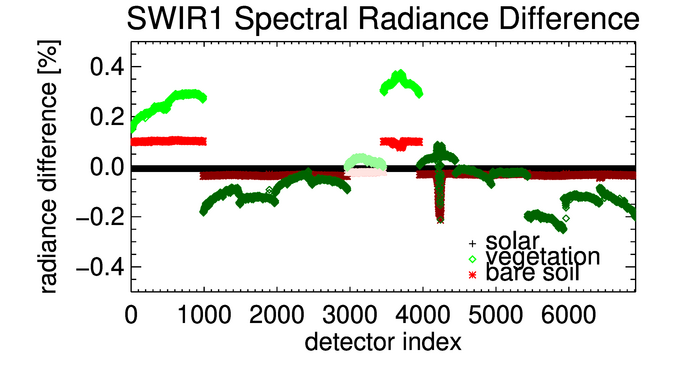 SWIR1 Spectral Radiance Difference
radiance difference [%]
0.4
0.2
0.0
−0.2
−0.4
solar
vegetation
bare soil
0 1000 2000 3000 4000 5000 6000
detector index